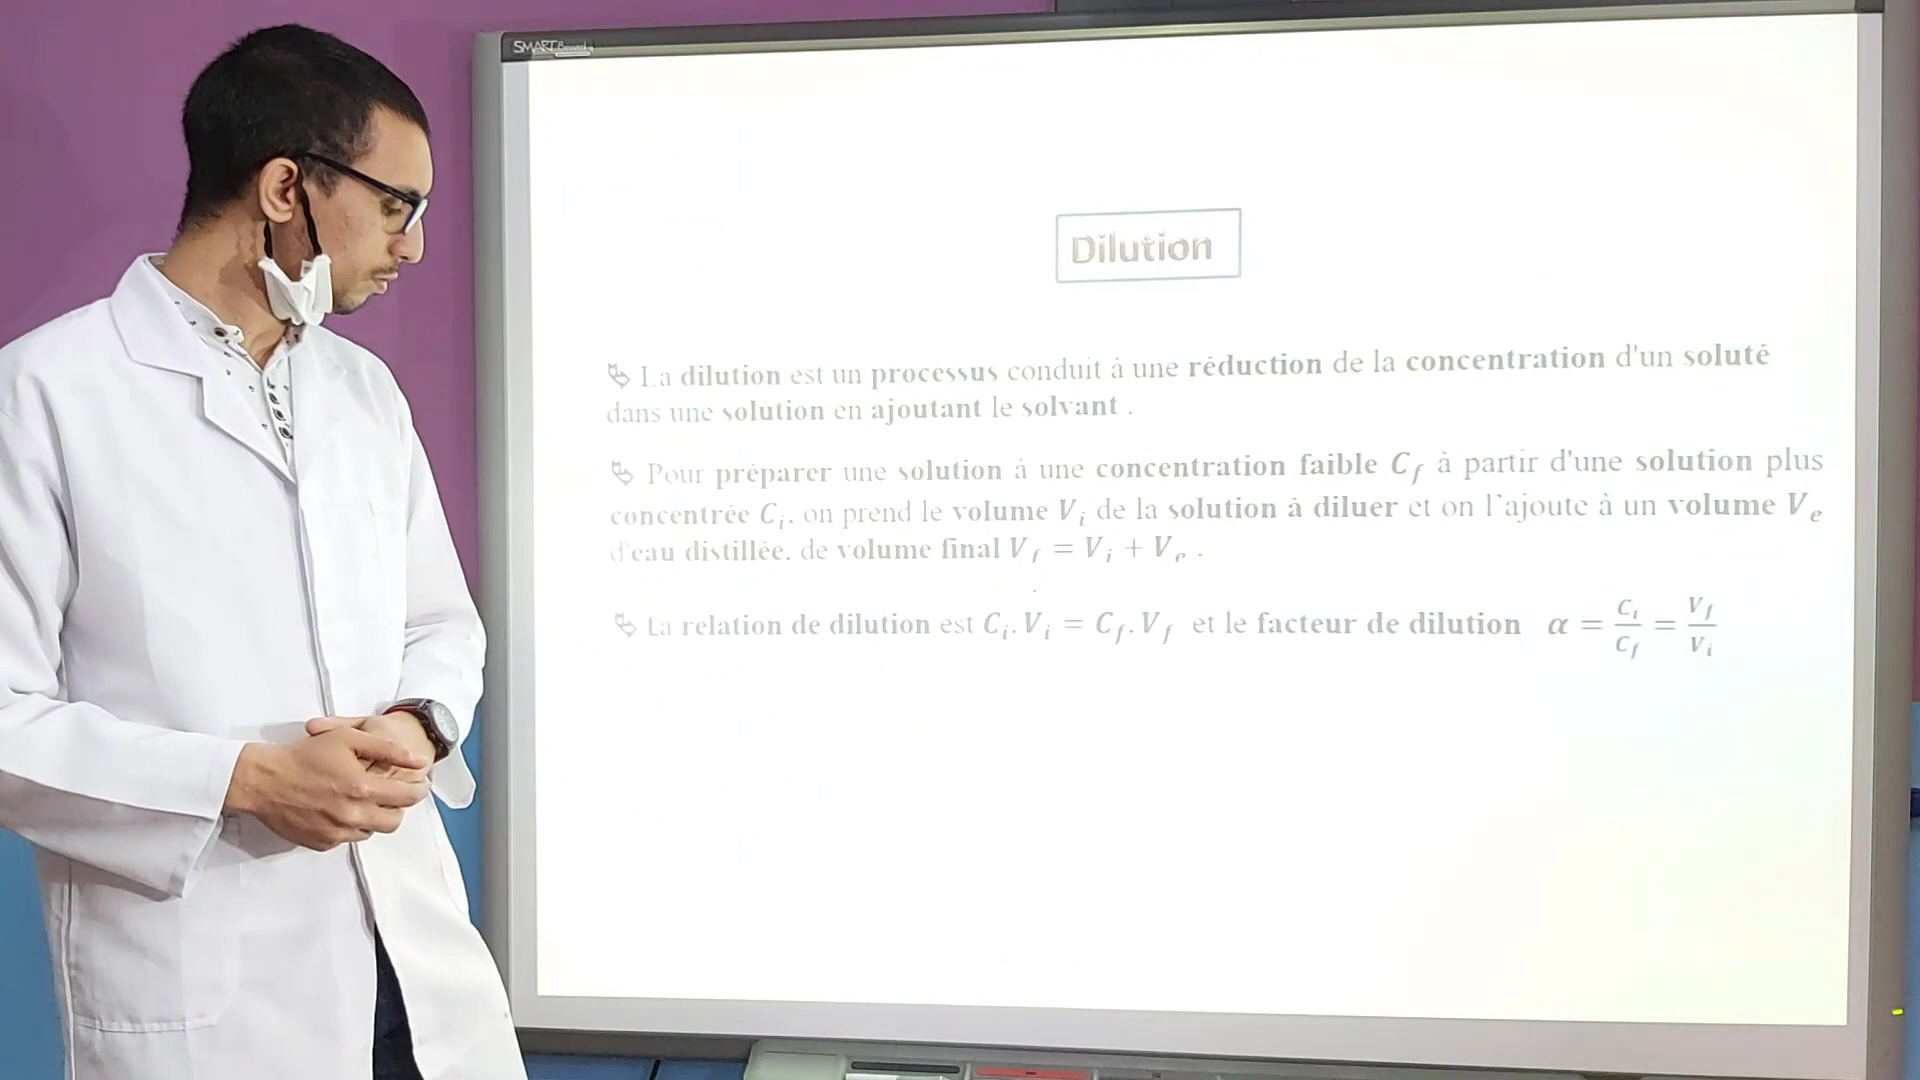 SMART Board
Dilution
La dilution est un processus conduit à une réduction de la concentration d'un soluté
dans une solution en ajoutant le solvant .
Pour préparer une solution à une concentration faible C_f à partir d'une solution plus
concentrée C_i, on prend le volume V_i de la solution à diluer et on l'ajoute à un volume V_e
d'eau distillée, de volume final V_f = V_i + V_e .
La relation de dilution est C_i. V_i = C_f. V_f et le facteur de dilution α = C_i/C_f = V_f/V_i